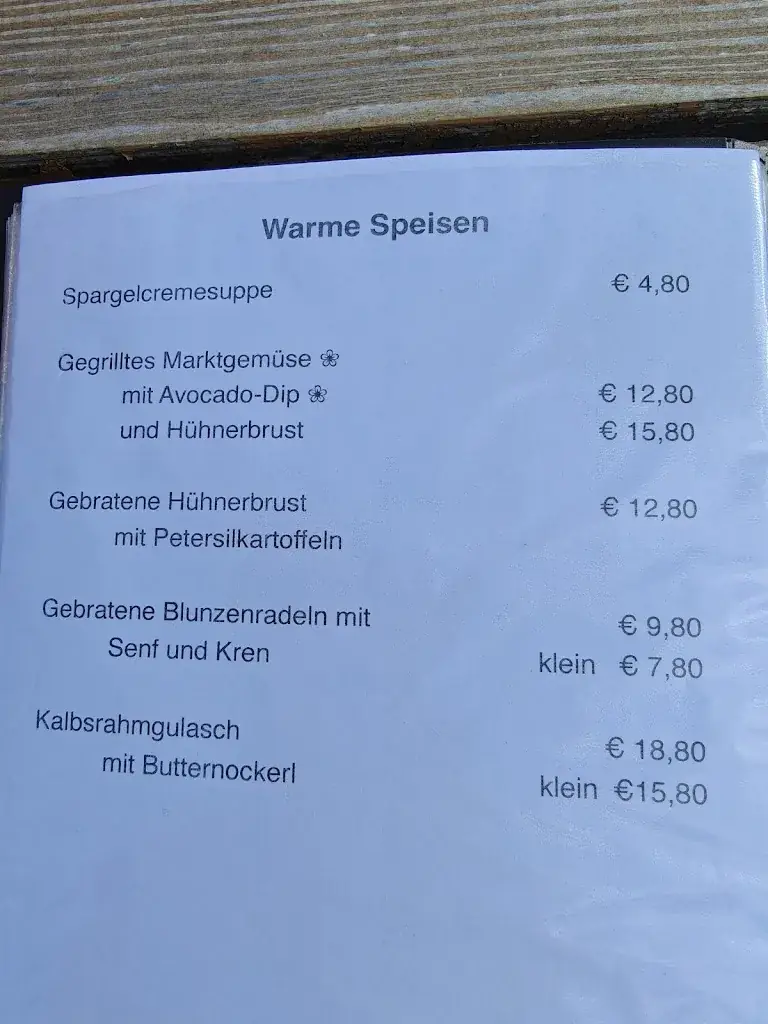 Warme Speisen
Spargelcremesuppe € 4,80
Gegrilltes Marktgemüse ❀
mit Avocado-Dip ❀ € 12,80
und Hühnerbrust € 15,80
Gebratene Hühnerbrust € 12,80
mit Petersilkartoffeln
Gebratene Blunzenradeln mit € 9,80
Senf und Kren klein € 7,80
Kalbsrahmgulasch € 18,80
mit Butternockerl klein €15,80